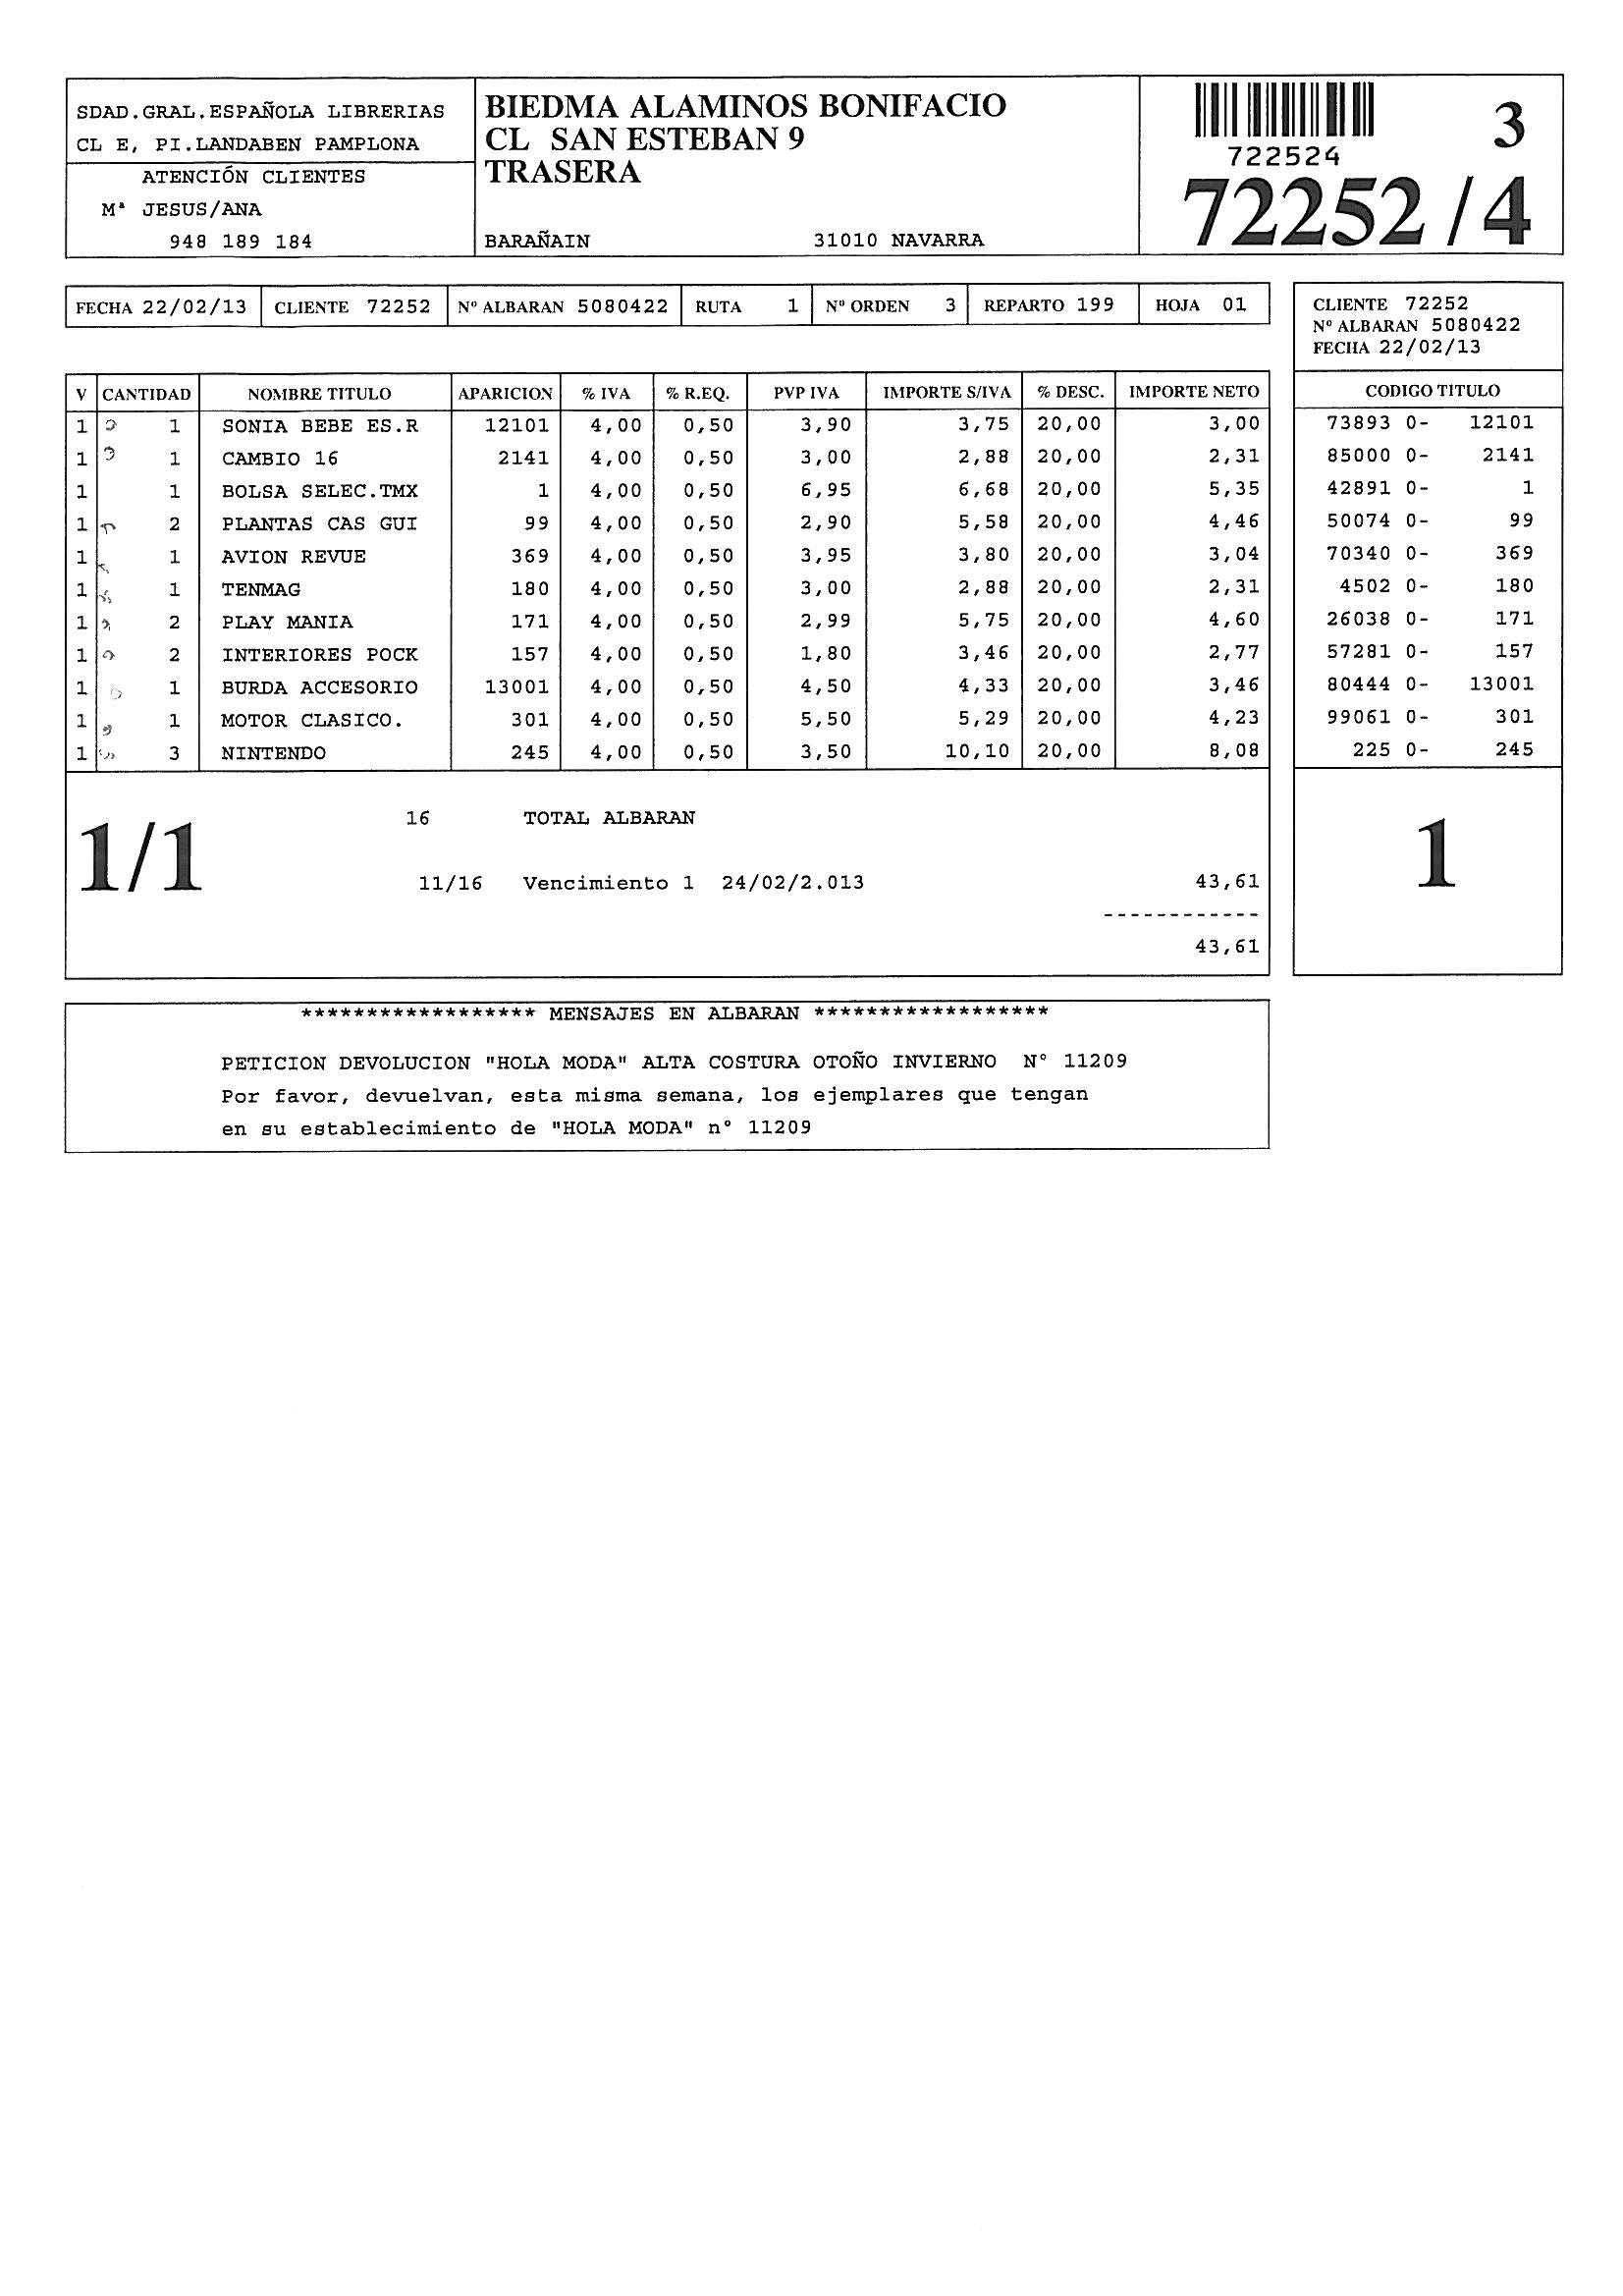 SDAD.GRAL.ESPAÑOLA LIBRERIAS
CL E, PI.LANDABEN PAMPLONA
ATENCIÓN CLIENTES
Mª JESUS/ANA
948 189 184
BIEDMA ALAMINOS BONIFACIO
CL SAN ESTEBAN 9
TRASERA
BARAÑAIN 31010 NAVARRA
722524
3
72252 / 4
FECHA 22/02/13 CLIENTE 72252 Nº ALBARAN 5080422 RUTA 1 Nº ORDEN 3 REPARTO 199 HOJA 01
CLIENTE 72252
Nº ALBARAN 5080422
FECHA 22/02/13
V CANTIDAD NOMBRE TITULO APARICION % IVA % R.EQ. PVP IVA IMPORTE S/IVA % DESC. IMPORTE NETO CODIGO TITULO
1 1 SONIA BEBE ES.R 12101 4,00 0,50 3,90 3,75 20,00 3,00 73893 0- 12101
1 1 CAMBIO 16 2141 4,00 0,50 3,00 2,88 20,00 2,31 85000 0- 2141
1 1 BOLSA SELEC.TMX 1 4,00 0,50 6,95 6,68 20,00 5,35 42891 0- 1
1 2 PLANTAS CAS GUI 99 4,00 0,50 2,90 5,58 20,00 4,46 50074 0- 99
1 1 AVION REVUE 369 4,00 0,50 3,95 3,80 20,00 3,04 70340 0- 369
1 1 TENMAG 180 4,00 0,50 3,00 2,88 20,00 2,31 4502 0- 180
1 2 PLAY MANIA 171 4,00 0,50 2,99 5,75 20,00 4,60 26038 0- 171
1 2 INTERIORES POCK 157 4,00 0,50 1,80 3,46 20,00 2,77 57281 0- 157
1 1 BURDA ACCESORIO 13001 4,00 0,50 4,50 4,33 20,00 3,46 80444 0- 13001
1 1 MOTOR CLASICO. 301 4,00 0,50 5,50 5,29 20,00 4,23 99061 0- 301
1 3 NINTENDO 245 4,00 0,50 3,50 10,10 20,00 8,08 225 0- 245
16 TOTAL ALBARAN
1/1
11/16 Vencimiento 1 24/02/2.013 43,61
------------
43,61
1
****************** MENSAJES EN ALBARAN ******************
PETICION DEVOLUCION "HOLA MODA" ALTA COSTURA OTOÑO INVIERNO N° 11209
Por favor, devuelvan, esta misma semana, los ejemplares que tengan
en su establecimiento de "HOLA MODA" n° 11209